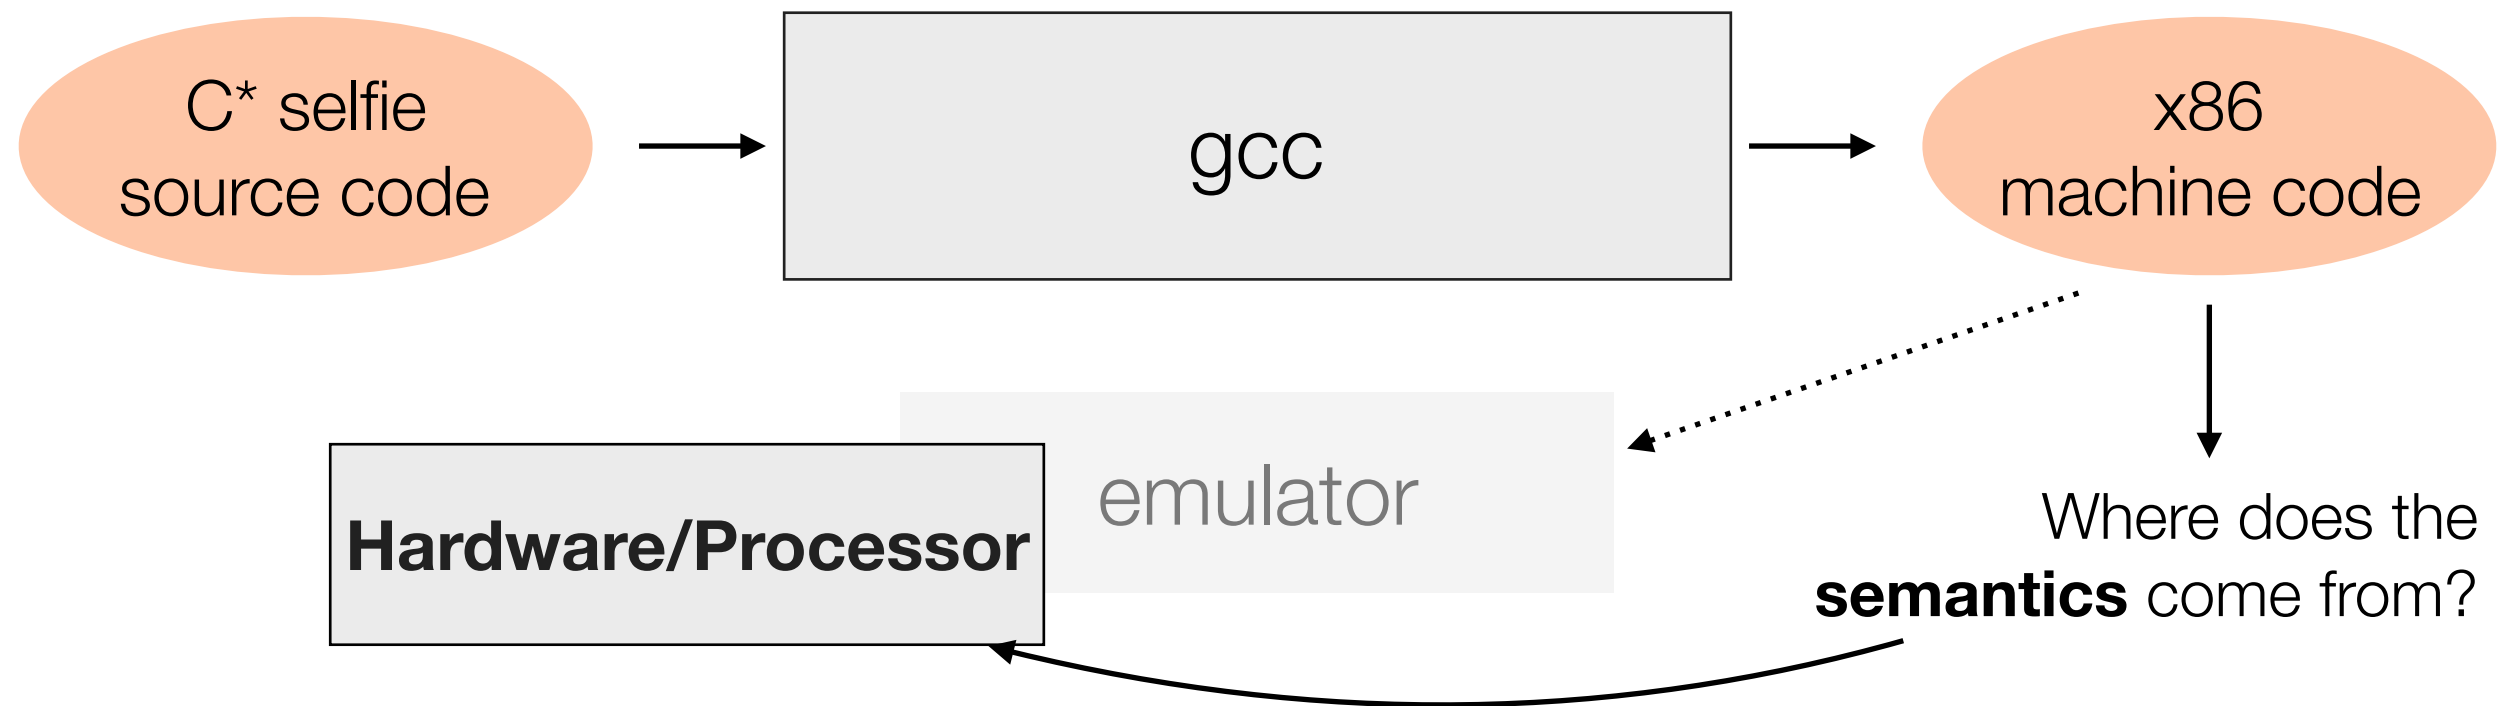 C* selfie
source code
gcc
x86
machine code
emulator
Hardware/Processor
Where does the
semantics come from?